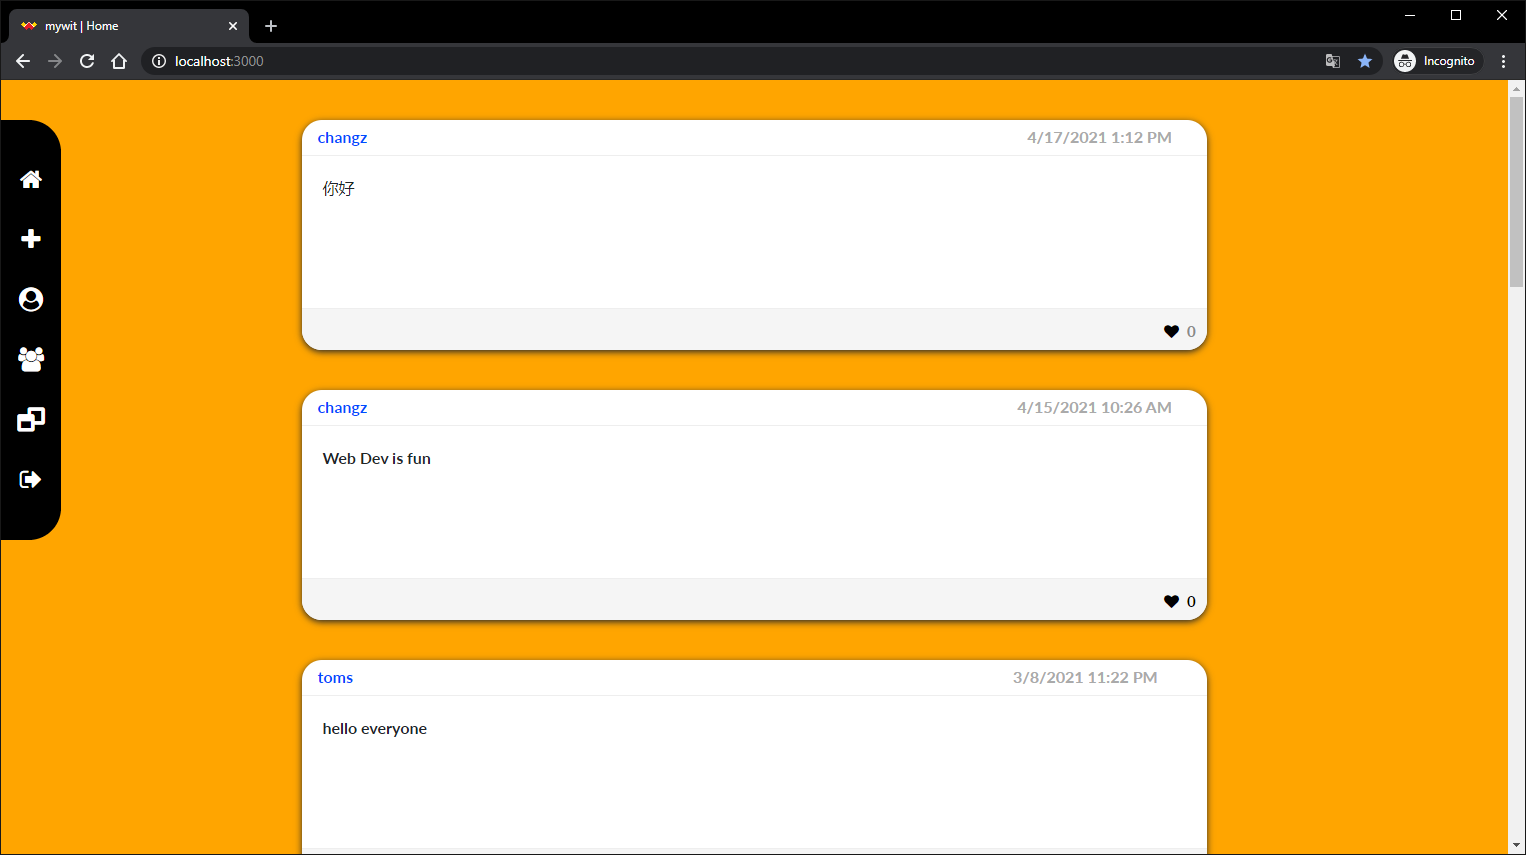 mywit | Home
localhost:3000
Incognito
changz 4/17/2021 1:12 PM
你好
0
changz 4/15/2021 10:26 AM
Web Dev is fun
0
toms 3/8/2021 11:22 PM
hello everyone